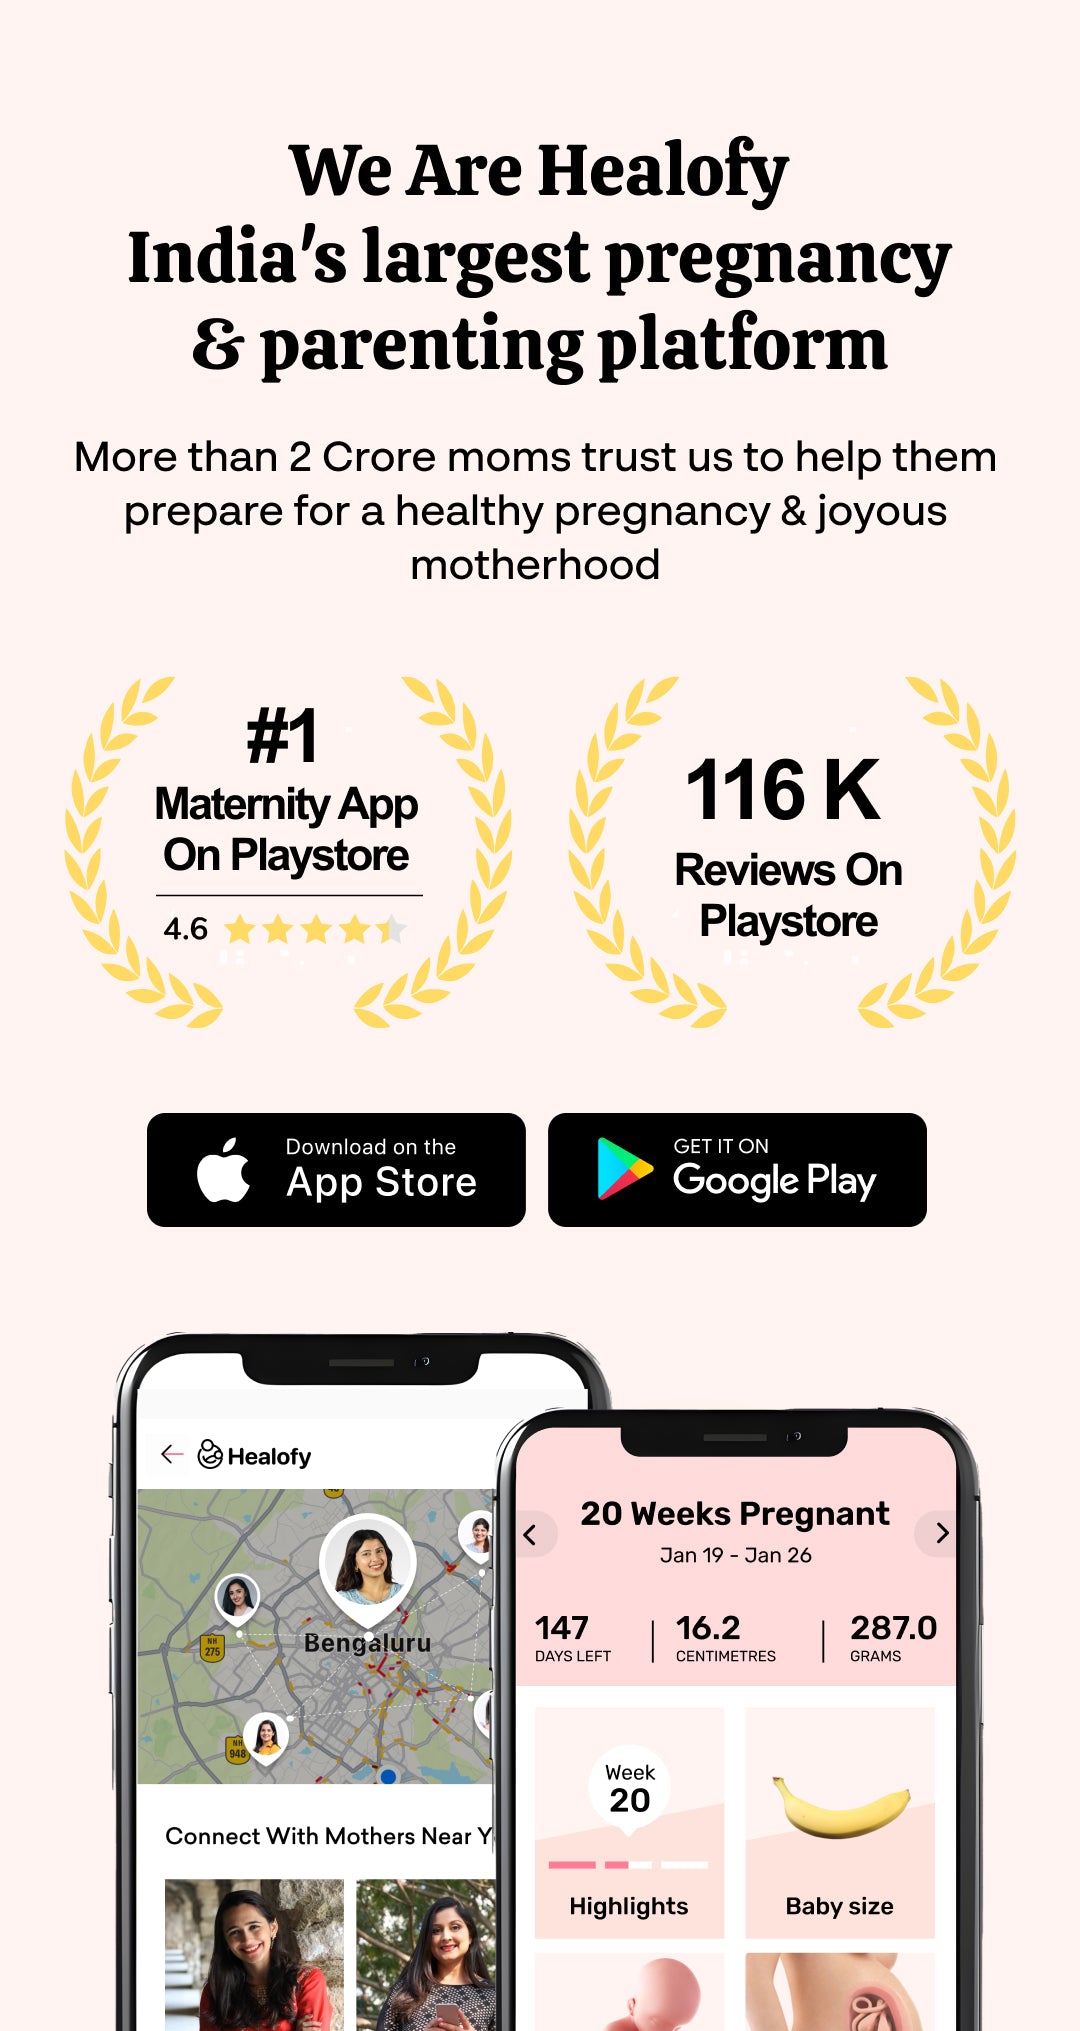 We Are Healofy
India's largest pregnancy
& parenting platform
More than 2 Crore moms trust us to help them
prepare for a healthy pregnancy & joyous
motherhood
#1
Maternity App
On Playstore
4.6
116 K
Reviews On
Playstore
Download on the
App Store
GET IT ON
Google Play
Healofy
Bengaluru
NH
275
NH
948
Connect With Mothers Near Y
20 Weeks Pregnant
Jan 19 - Jan 26
147
DAYS LEFT
16.2
CENTIMETRES
287.0
GRAMS
Week
20
Highlights
Baby size